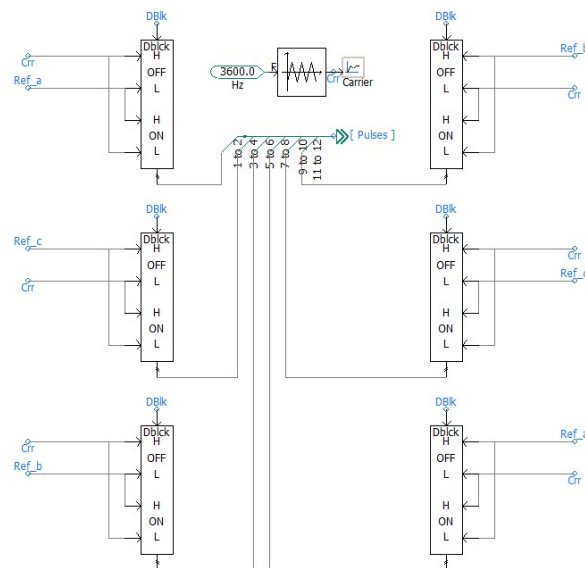 DBlk
Dblck
H
OFF
L
H
ON
L
Crr
Ref_a
3600.0
Hz
F
Crr
Carrier
[ Pulses ]
1 to 2
3 to 4
5 to 6
7 to 8
9 to 10
11 to 12
DBlk
Dblck
H
OFF
L
H
ON
L
Ref_b
Crr
DBlk
Dblck
H
OFF
L
H
ON
L
Ref_c
Crr
DBlk
Dblck
H
OFF
L
H
ON
L
Crr
DBlk
Dblck
H
OFF
L
H
ON
L
Crr
Ref_b
DBlk
Dblck
H
OFF
L
H
ON
L
Ref_a
Crr